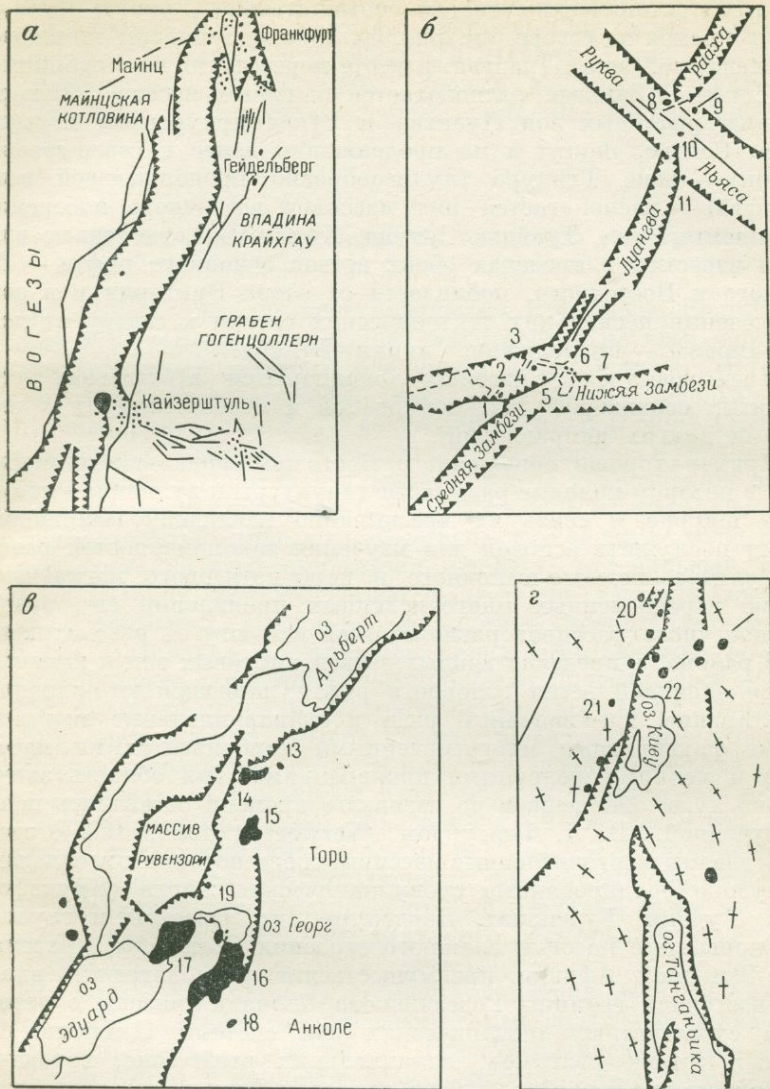 а
Франкфурт
Майнц
МАЙНЦСКАЯ
КОТЛОВИНА
Гейдельберг
ВПАДИНА
КРАЙХГАУ
ВОГЕЗЫ
ГРАБЕН
ГОГЕНЦОЛЛЕРН
Кайзерштуль
б
Руква
Рааха
8
9
10
Ньяса
11
Луангва
3
6
7
2
4
1
5
Нижняя Замбези
Средняя Замбези
в
оз
Альберт
13
14
15
МАССИВ
РУВЕНЗОРИ
Торо
19
оз Георг
17
16
оз
Эдуард
18
Анколе
г
20
21
22
оз. Киву
оз. Танганьика